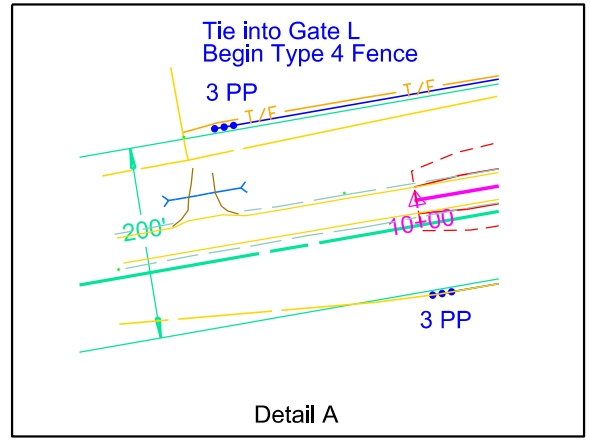 Tie into Gate L
Begin Type 4 Fence
3 PP
T/F
T/F
200'
10+00
3 PP
Detail A